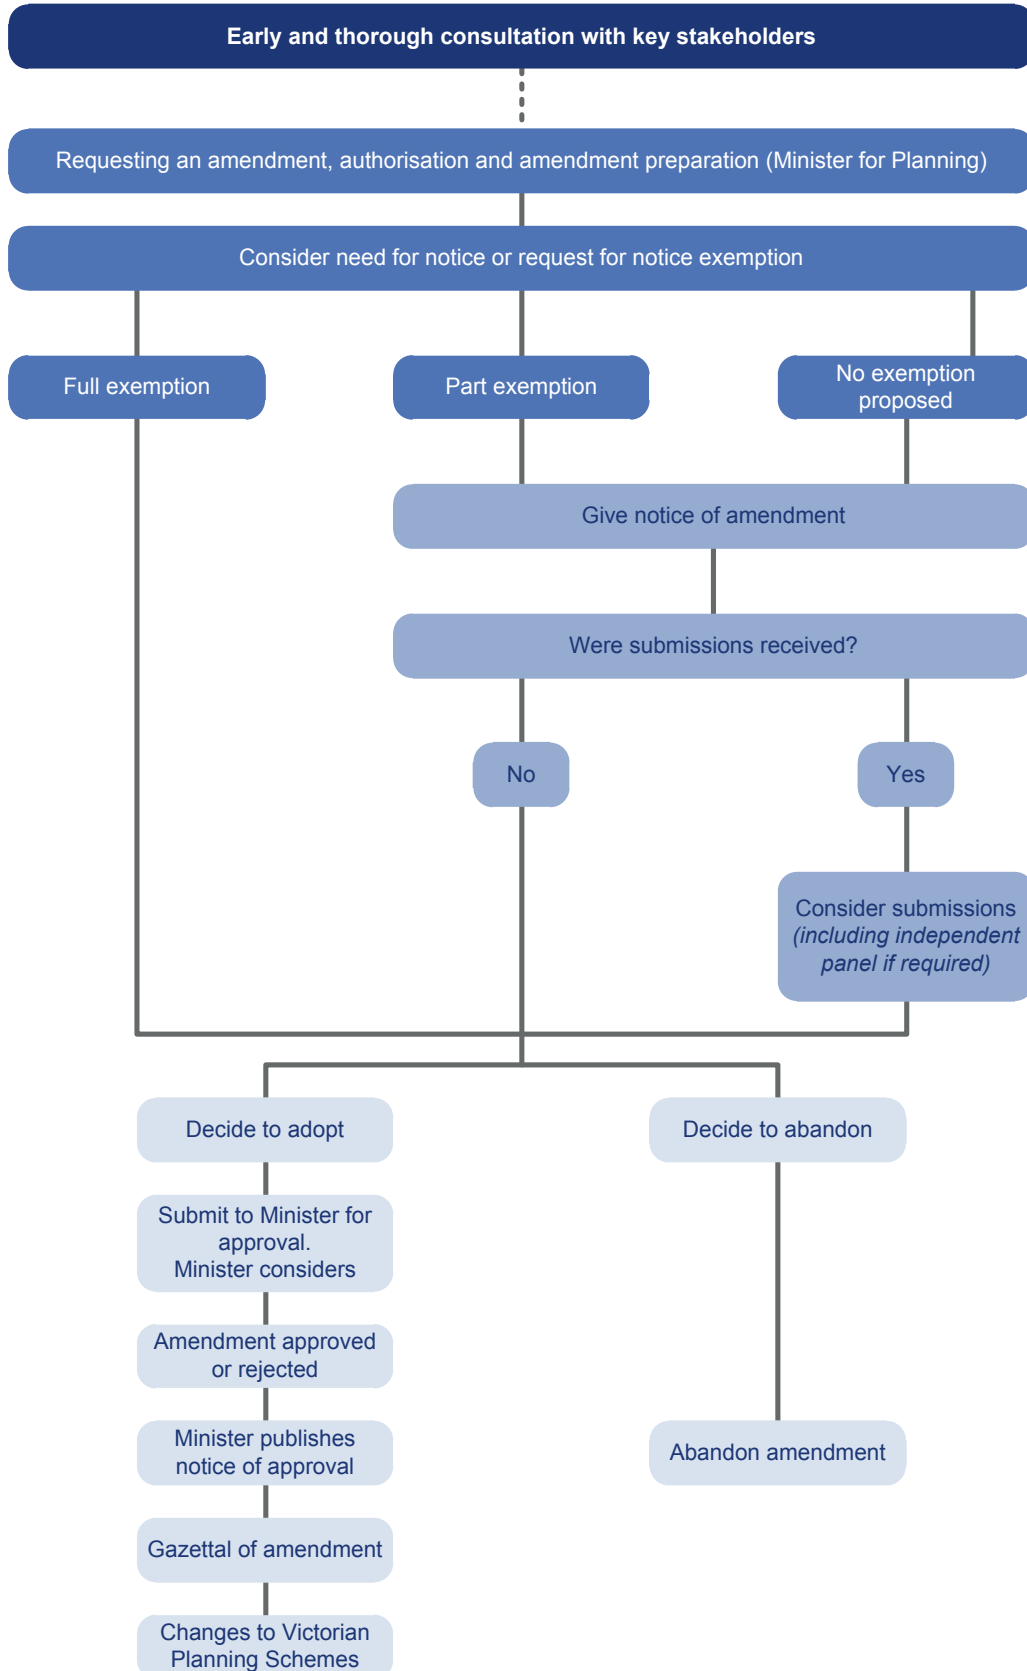 Early and thorough consultation with key stakeholders
Requesting an amendment, authorisation and amendment preparation (Minister for Planning)
Consider need for notice or request for notice exemption
Full exemption
Part exemption
No exemption
proposed
Give notice of amendment
Were submissions received?
No
Yes
Consider submissions
(including independent
panel if required)
Decide to adopt
Decide to abandon
Submit to Minister for
approval.
Minister considers
Amendment approved
or rejected
Minister publishes
notice of approval
Abandon amendment
Gazettal of amendment
Changes to Victorian
Planning Schemes